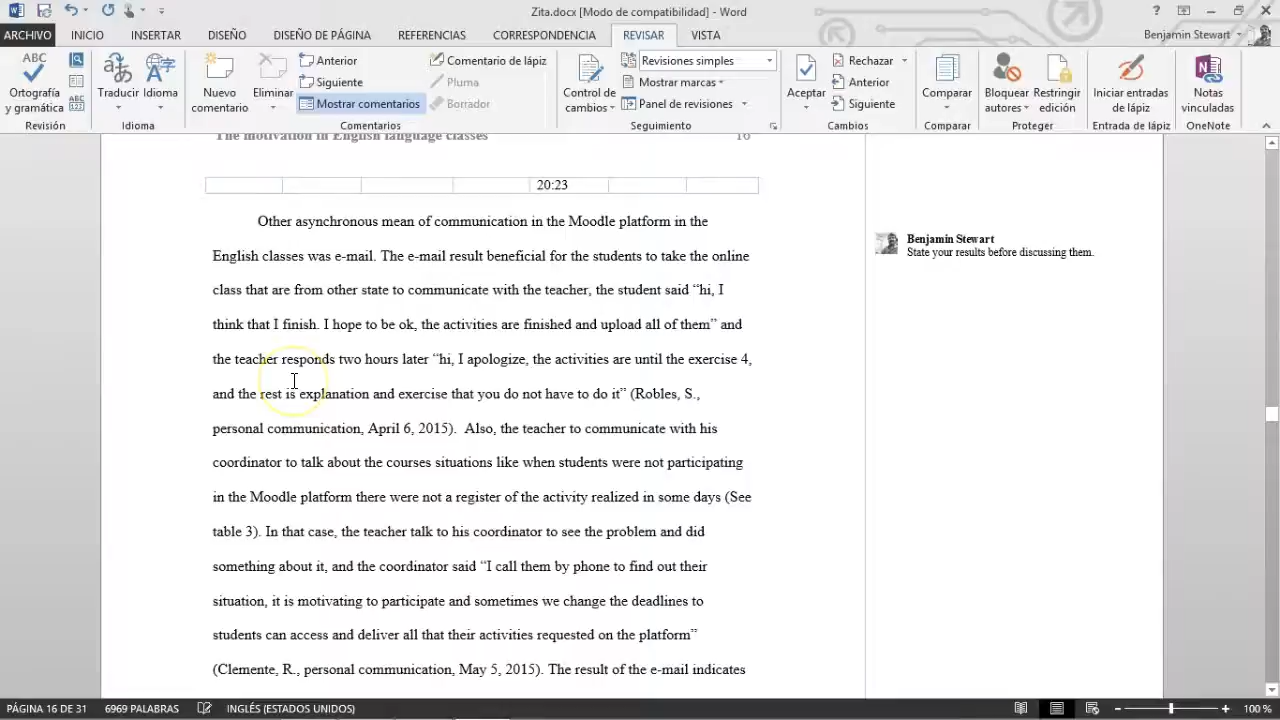 Zita.docx [Modo de compatibilidad] - Word
ARCHIVO INICIO INSERTAR DISEÑO DISEÑO DE PÁGINA REFERENCIAS CORRESPONDENCIA REVISAR VISTA Benjamin Stewart
ABC Ortografía y gramática
ABC 123
Revisión
Traducir Idioma
Idioma
Nuevo comentario
Eliminar
Anterior
Siguiente
Mostrar comentarios
Comentario de lápiz
Pluma
Borrador
Comentarios
Control de cambios
Revisiones simples
Mostrar marcas
Panel de revisiones
Seguimiento
Aceptar
Rechazar
Anterior
Siguiente
Cambios
Comparar
Comparar
Bloquear autores
Restringir edición
Proteger
Iniciar entradas de lápiz
Entrada de lápiz
Notas vinculadas
OneNote
The motivation in English language classes 16
20:23
Other asynchronous mean of communication in the Moodle platform in the
English classes was e-mail. The e-mail result beneficial for the students to take the online
class that are from other state to communicate with the teacher, the student said “hi, I
think that I finish. I hope to be ok, the activities are finished and upload all of them” and
the teacher responds two hours later “hi, I apologize, the activities are until the exercise 4,
and the rest is explanation and exercise that you do not have to do it” (Robles, S.,
personal communication, April 6, 2015).  Also, the teacher to communicate with his
coordinator to talk about the courses situations like when students were not participating
in the Moodle platform there were not a register of the activity realized in some days (See
table 3). In that case, the teacher talk to his coordinator to see the problem and did
something about it, and the coordinator said “I call them by phone to find out their
situation, it is motivating to participate and sometimes we change the deadlines to
students can access and deliver all that their activities requested on the platform”
(Clemente, R., personal communication, May 5, 2015). The result of the e-mail indicates
Benjamin Stewart
State your results before discussing them.
PÁGINA 16 DE 31 6969 PALABRAS INGLÉS (ESTADOS UNIDOS) 100 %